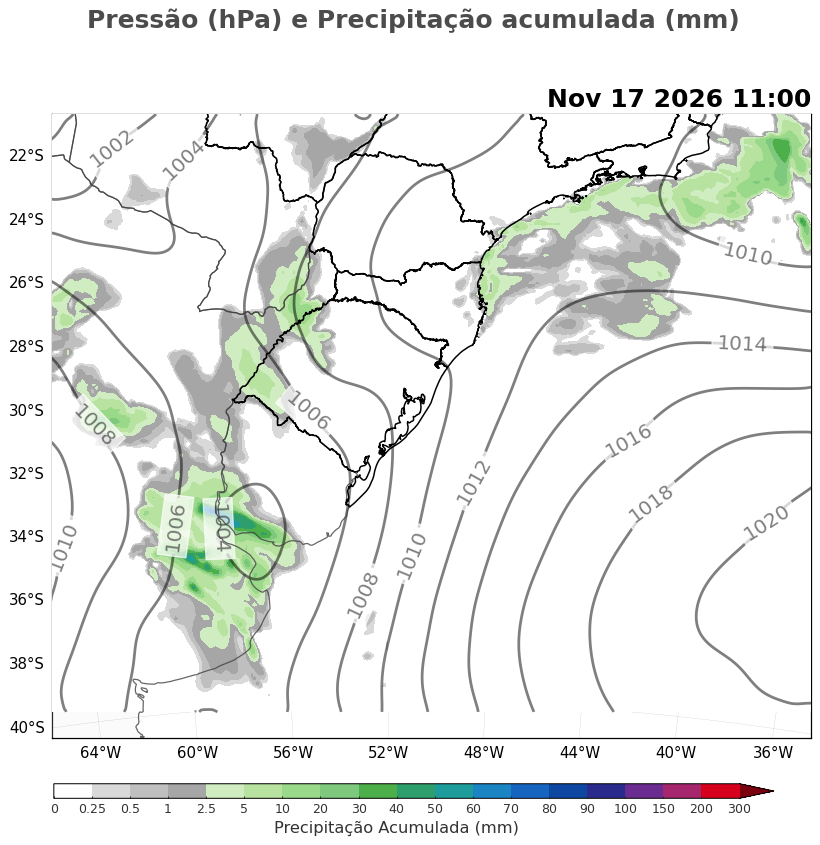 Pressão (hPa) e Precipitação acumulada (mm)
Nov 17 2026 11:00
1002
1004
22°S
24°S
1010
26°S
28°S
1014
1008
1006
30°S
1016
32°S
1012
1018
1020
1006
1004
34°S
1010
1010
36°S
1008
38°S
40°S
64°W 60°W 56°W 52°W 48°W 44°W 40°W 36°W
0 0.25 0.5 1 2.5 5 10 20 30 40 50 60 70 80 90 100 150 200 300
Precipitação Acumulada (mm)